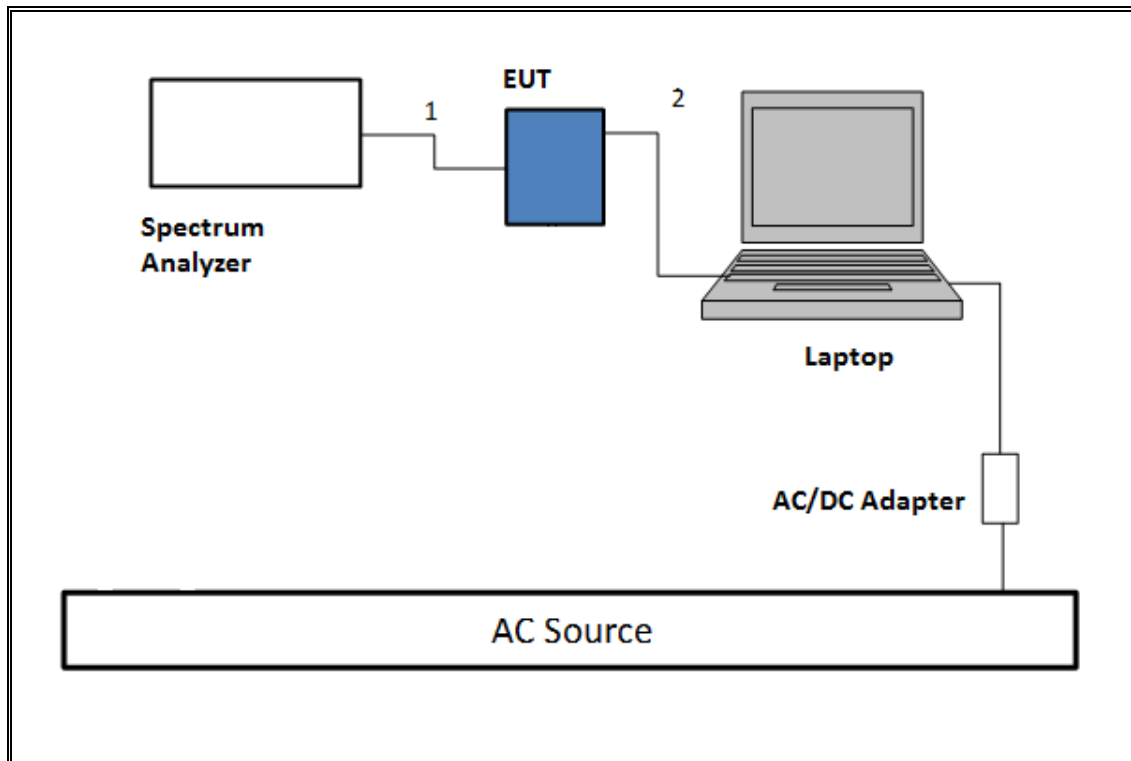 EUT
1
2
Spectrum
Analyzer
Laptop
AC/DC Adapter
AC Source